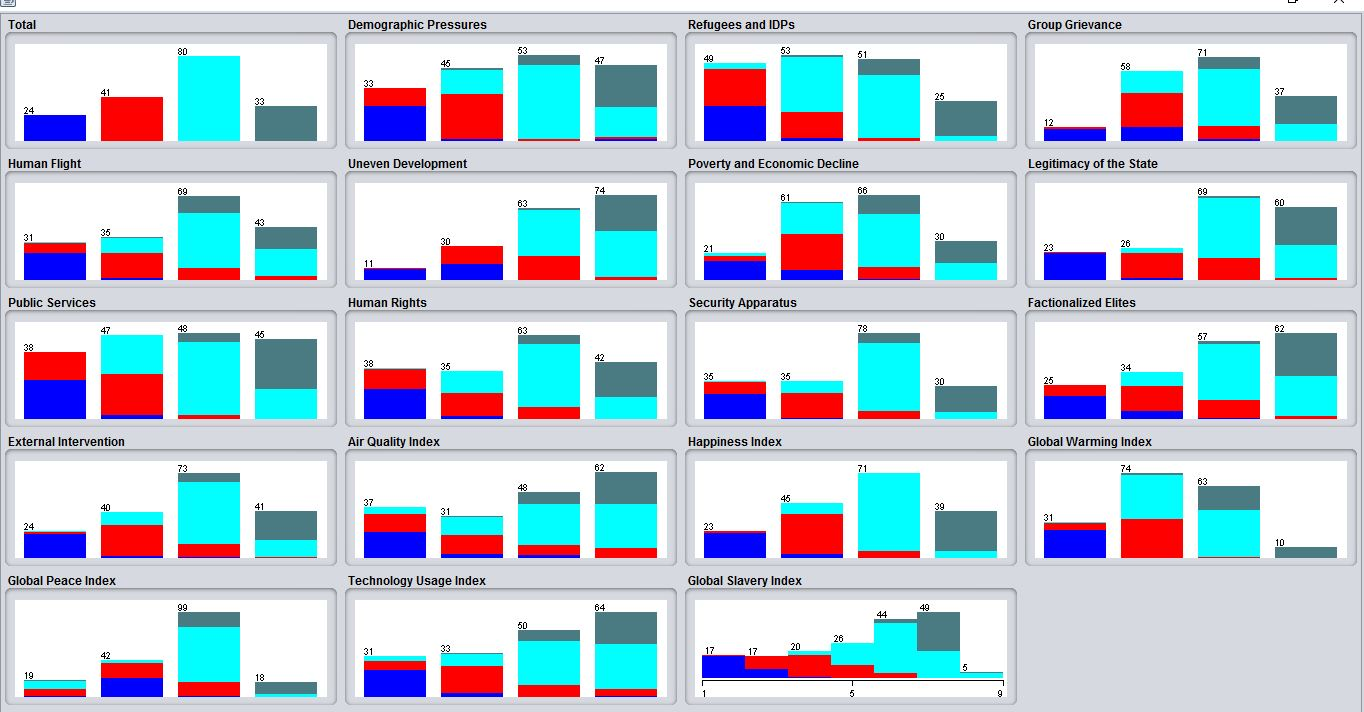 Total Demographic Pressures Refugees and IDPs Group Grievance
24 41 80 33 33 45 53 47 49 53 51 25 12 58 71 37
Human Flight Uneven Development Poverty and Economic Decline Legitimacy of the State
31 35 69 43 11 30 63 74 21 61 66 30 23 26 69 60
Public Services Human Rights Security Apparatus Factionalized Elites
38 47 48 45 38 35 63 42 35 35 78 30 25 34 57 62
External Intervention Air Quality Index Happiness Index Global Warming Index
24 40 73 41 37 31 48 62 23 45 71 39 31 74 63 10
Global Peace Index Technology Usage Index Global Slavery Index
19 42 99 18 31 33 50 64 17 17 20 26 44 49 5
1 5 9